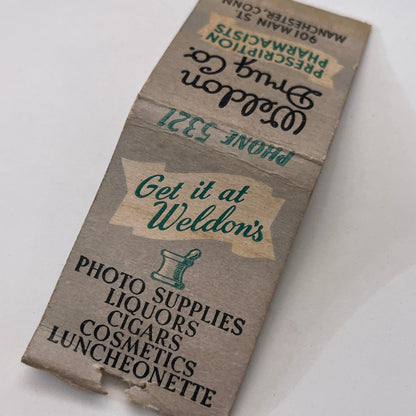 901 MAIN ST.
MANCHESTER, CONN
PRESCRIPTION
PHARMACISTS
Weldon
Drug Co.
PHONE 5321
Get it at
Weldon's
PHOTO SUPPLIES
LIQUORS
CIGARS
COSMETICS
LUNCHEONETTE